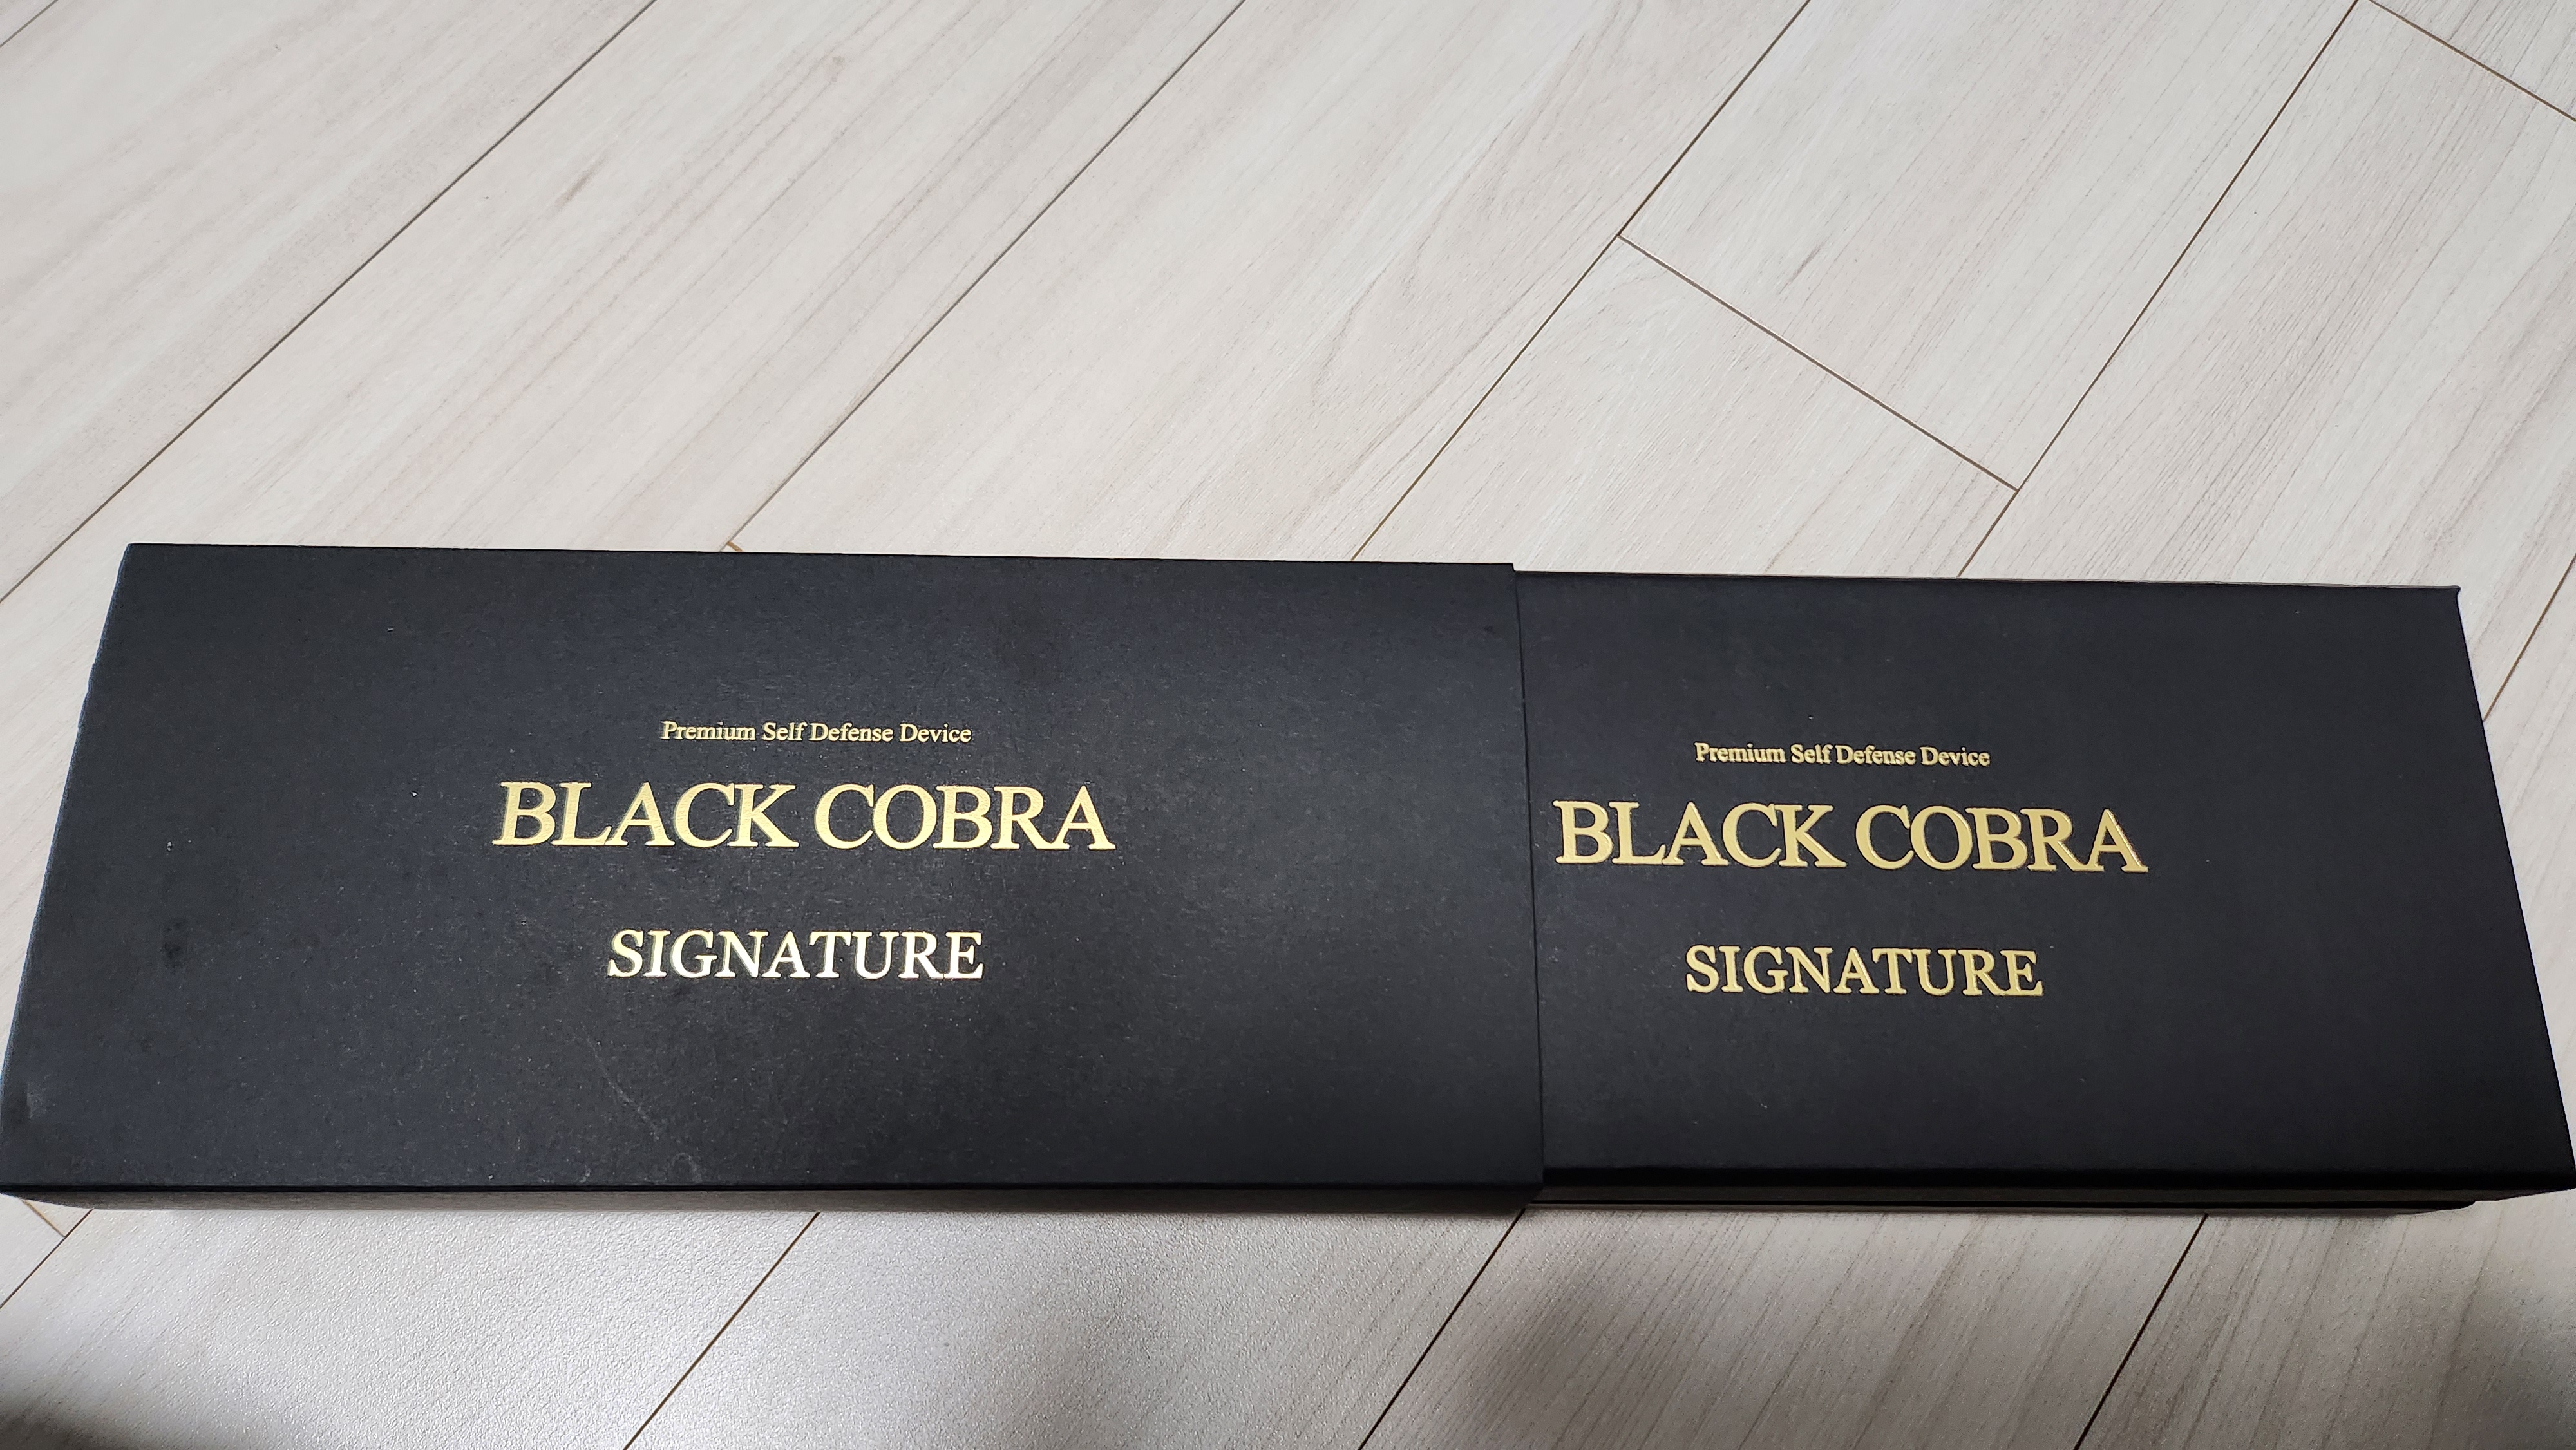 Premium Self Defense Device
BLACK COBRA
SIGNATURE
Premium Self Defense Device
BLACK COBRA
SIGNATURE